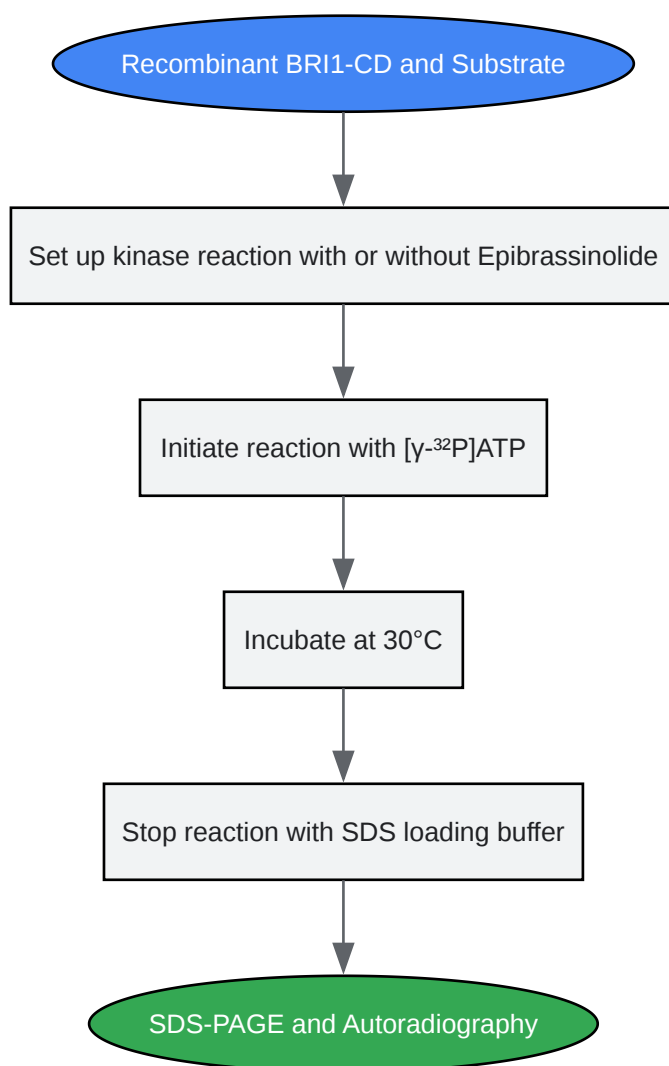 Recombinant BRI1-CD and Substrate
Set up kinase reaction with or without Epibrassinolide
Initiate reaction with [γ-³²P]ATP
Incubate at 30°C
Stop reaction with SDS loading buffer
SDS-PAGE and Autoradiography